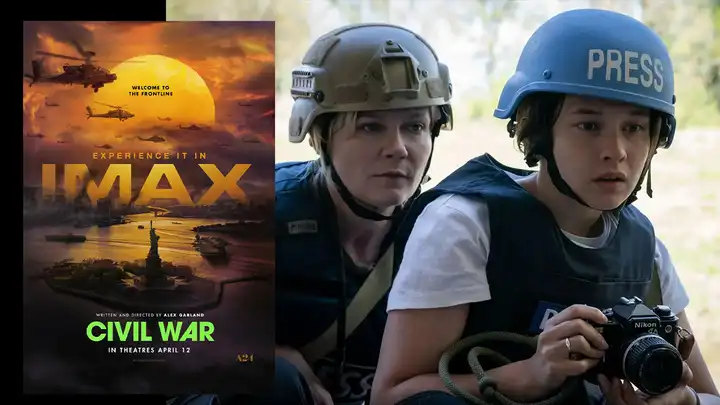 WELCOME TO
THE FRONTLINE
EXPERIENCE IT IN
IMAX
WRITTEN AND DIRECTED BY ALEX GARLAND
CIVIL WAR
IN THEATRES APRIL 12
A24
PRESS
Nikon